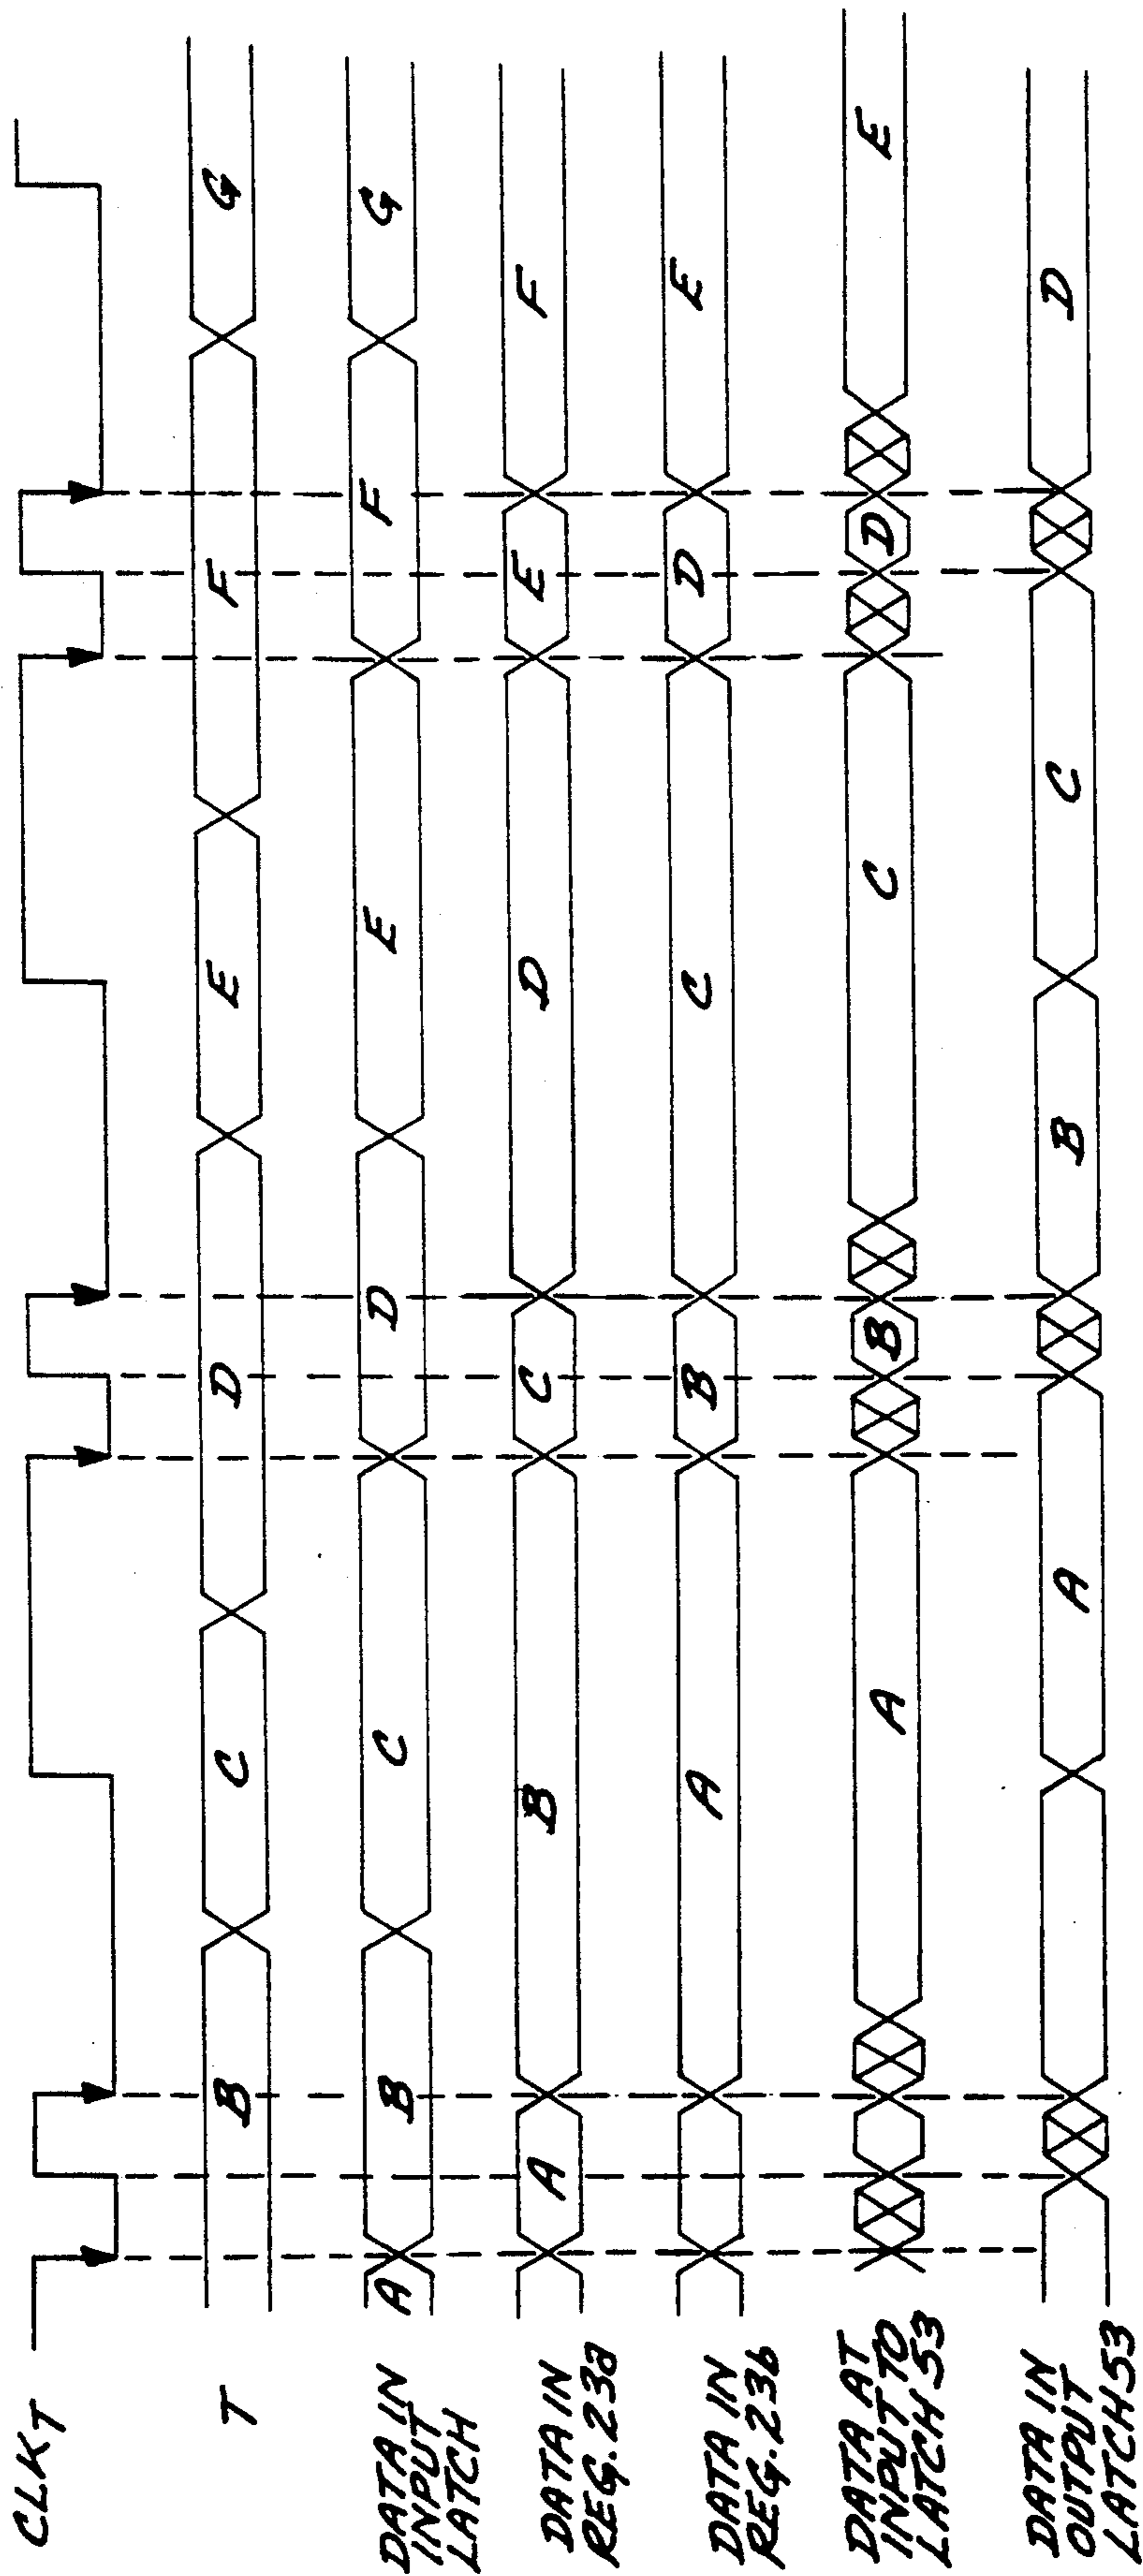 CLKT
T B C D E F G
DATA IN
INPUT
LATCH
A B C D E F G
DATA IN
REG. 23a
A B C D E F
DATA IN
REG. 23b
A B C D E
DATA AT
INPUT TO
LATCH 53
A B C D E
DATA IN
OUTPUT
LATCH 53
A B C D